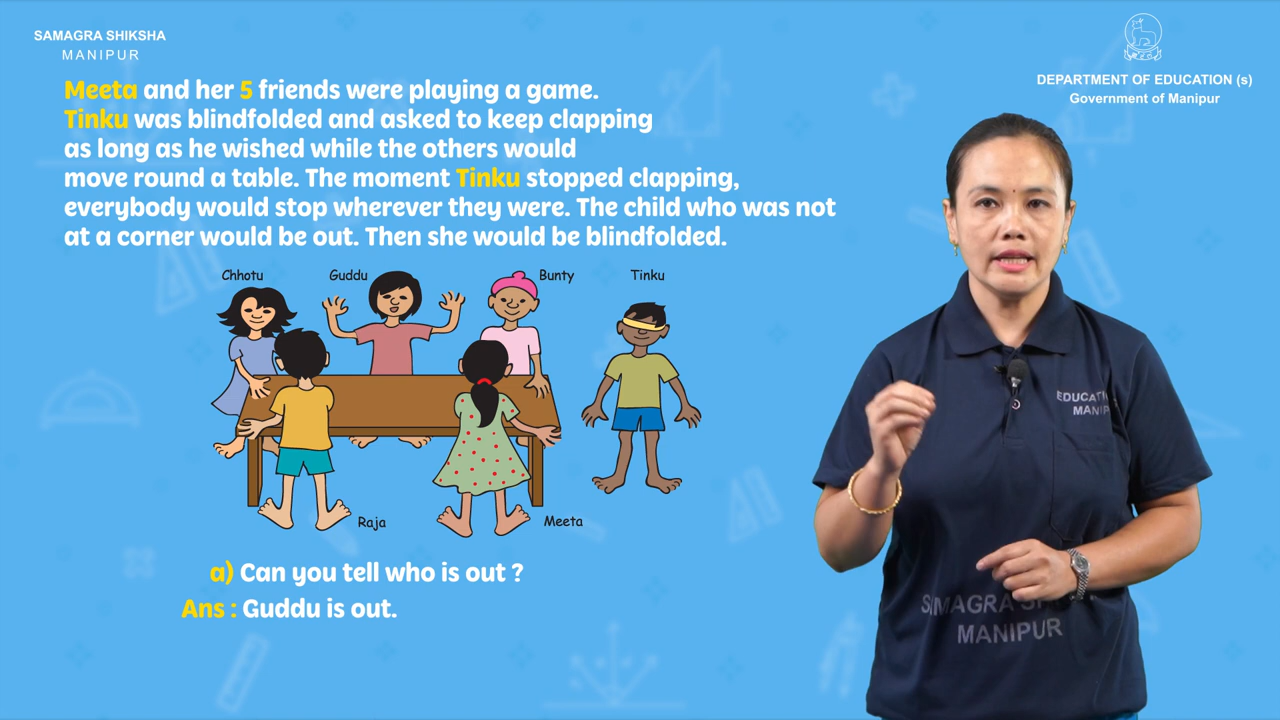 SAMAGRA SHIKSHA
MANIPUR
DEPARTMENT OF EDUCATION (s)
Government of Manipur
Meeta and her 5 friends were playing a game.
Tinku was blindfolded and asked to keep clapping
as long as he wished while the others would
move round a table. The moment Tinku stopped clapping,
everybody would stop wherever they were. The child who was not
at a corner would be out. Then she would be blindfolded.
Chhotu
Guddu
Bunty
Tinku
Raja
Meeta
a) Can you tell who is out ?
Ans : Guddu is out.
MANIPUR